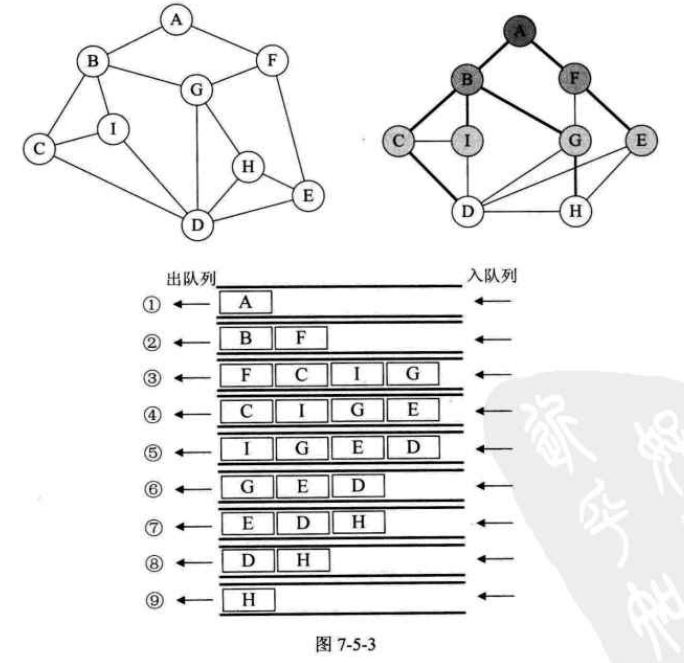 A
B F
G
I
C
H
E
D
A
B F
C I G E
D H
出队列 入队列
① A
② B F
③ F C I G
④ C I G E
⑤ I G E D
⑥ G E D
⑦ E D H
⑧ D H
⑨ H
图 7-5-3